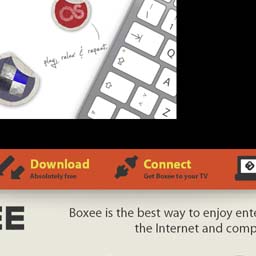 plug, relax & repeat.
Q
A
Z
Download
Absolutely free
Connect
Get Boxee to your TV
EE
Boxee is the best way to enjoy ente
the Internet and comp